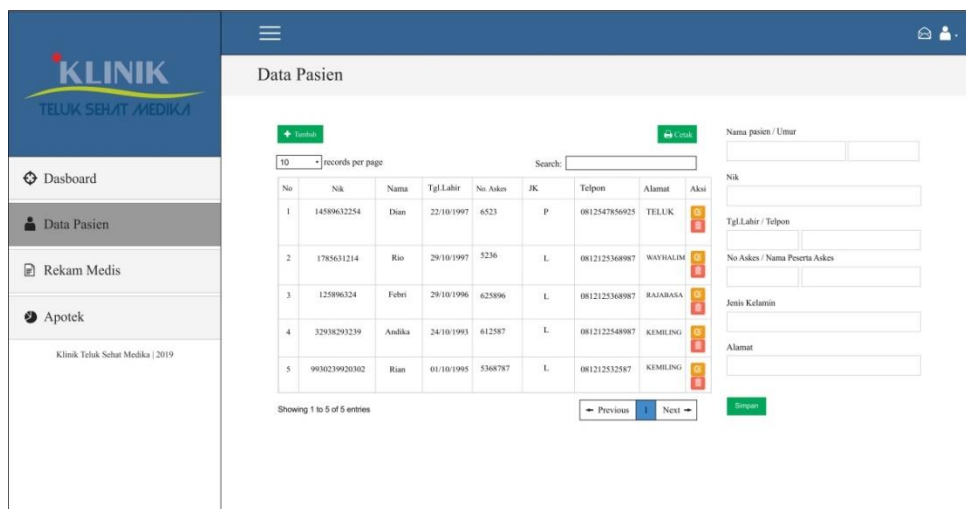 KLINIK
TELUK SEHAT MEDIKA
Dasboard
Data Pasien
Rekam Medis
Apotek
Klinik Teluk Sehat Medika | 2019
Data Pasien
Tambah
Cetak
10 records per page
Search:
No Nik Nama Tgl.Lahir No. Askes JK Telpon Alamat Aksi
1 14589632254 Dian 22/10/1997 6523 P 0812547856925 TELUK
2 1785631214 Rio 29/10/1997 5236 L 0812125368987 WAYHALIM
3 125896324 Febri 29/10/1996 625896 L 0812125368987 RAJABASA
4 32938293239 Andika 24/10/1993 612587 L 0812122548987 KEMILING
5 9930239920302 Rian 01/10/1995 5368787 L 081212532587 KEMILING
Showing 1 to 5 of 5 entries
Previous 1 Next
Nama pasien / Umur
Nik
Tgl.Lahir / Telpon
No Askes / Nama Peserta Askes
Jenis Kelamin
Alamat
Simpan